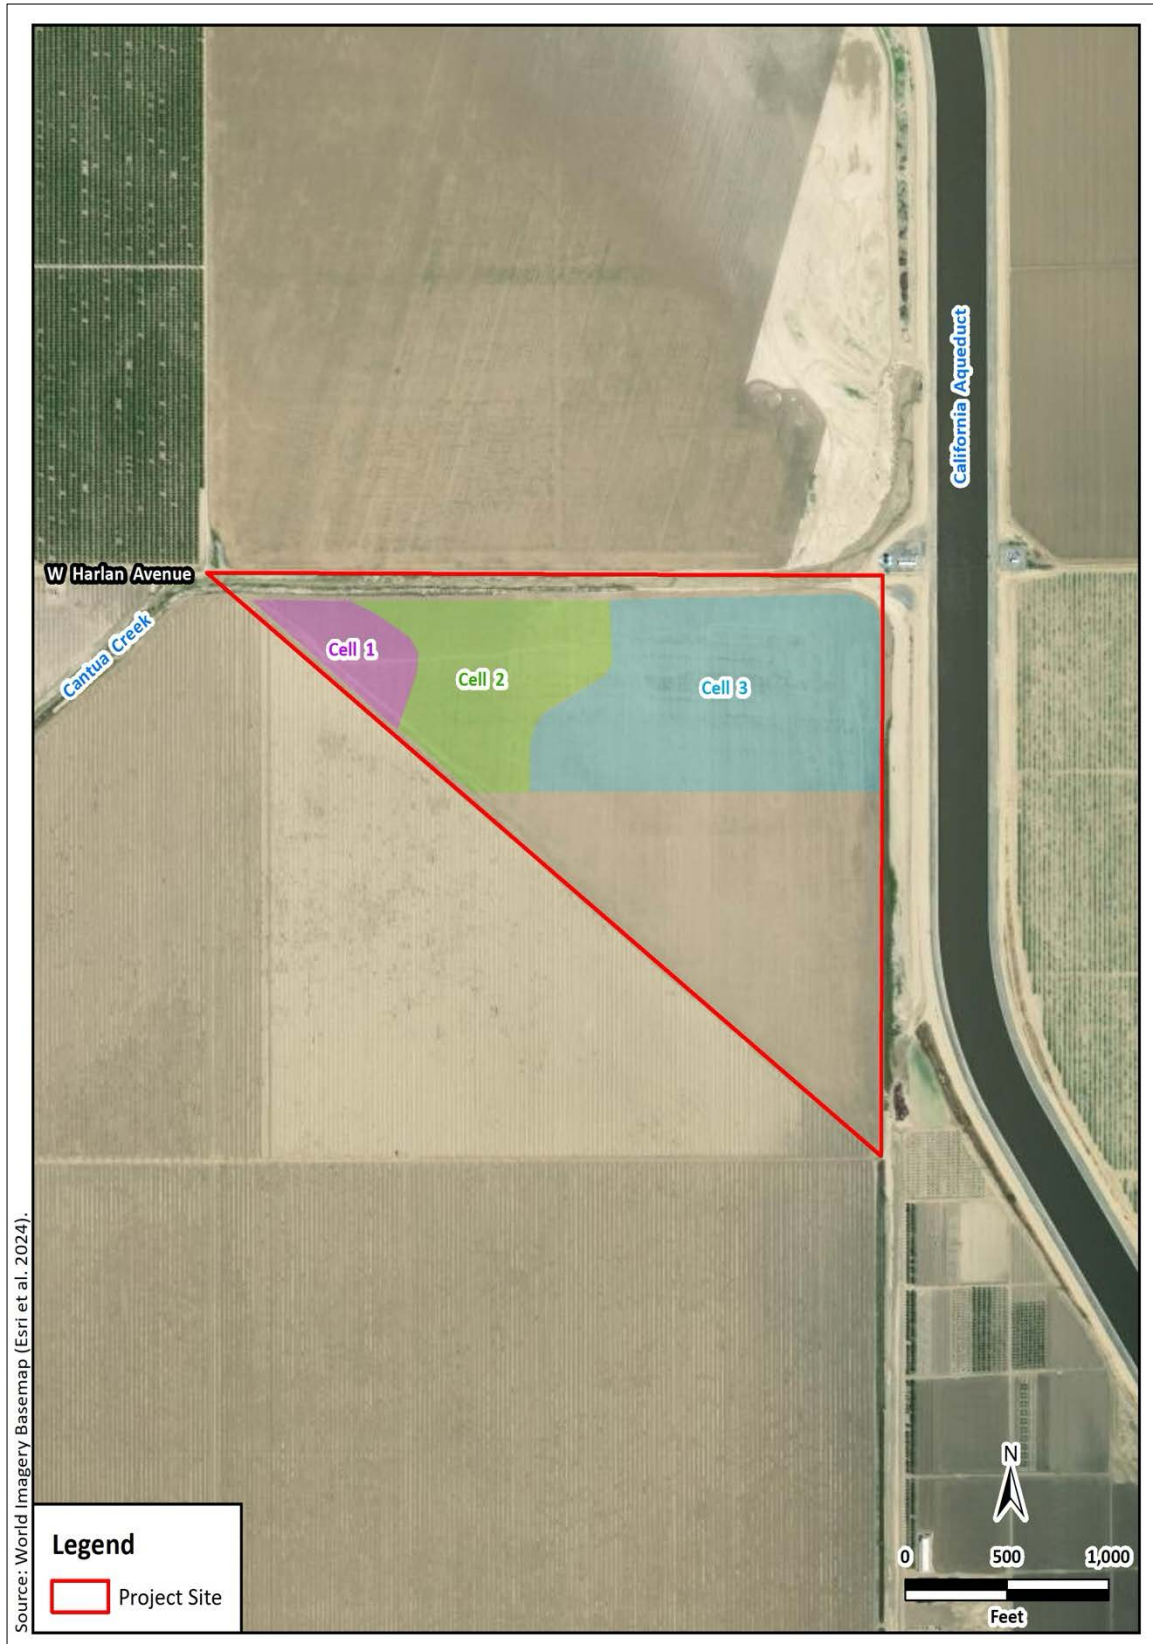 California Aqueduct
W Harlan Avenue
Cantua Creek
Cell 1
Cell 2
Cell 3
Source: World Imagery Basemap (Esri et al. 2024).
N
0 500 1,000
Feet
Legend
Project Site